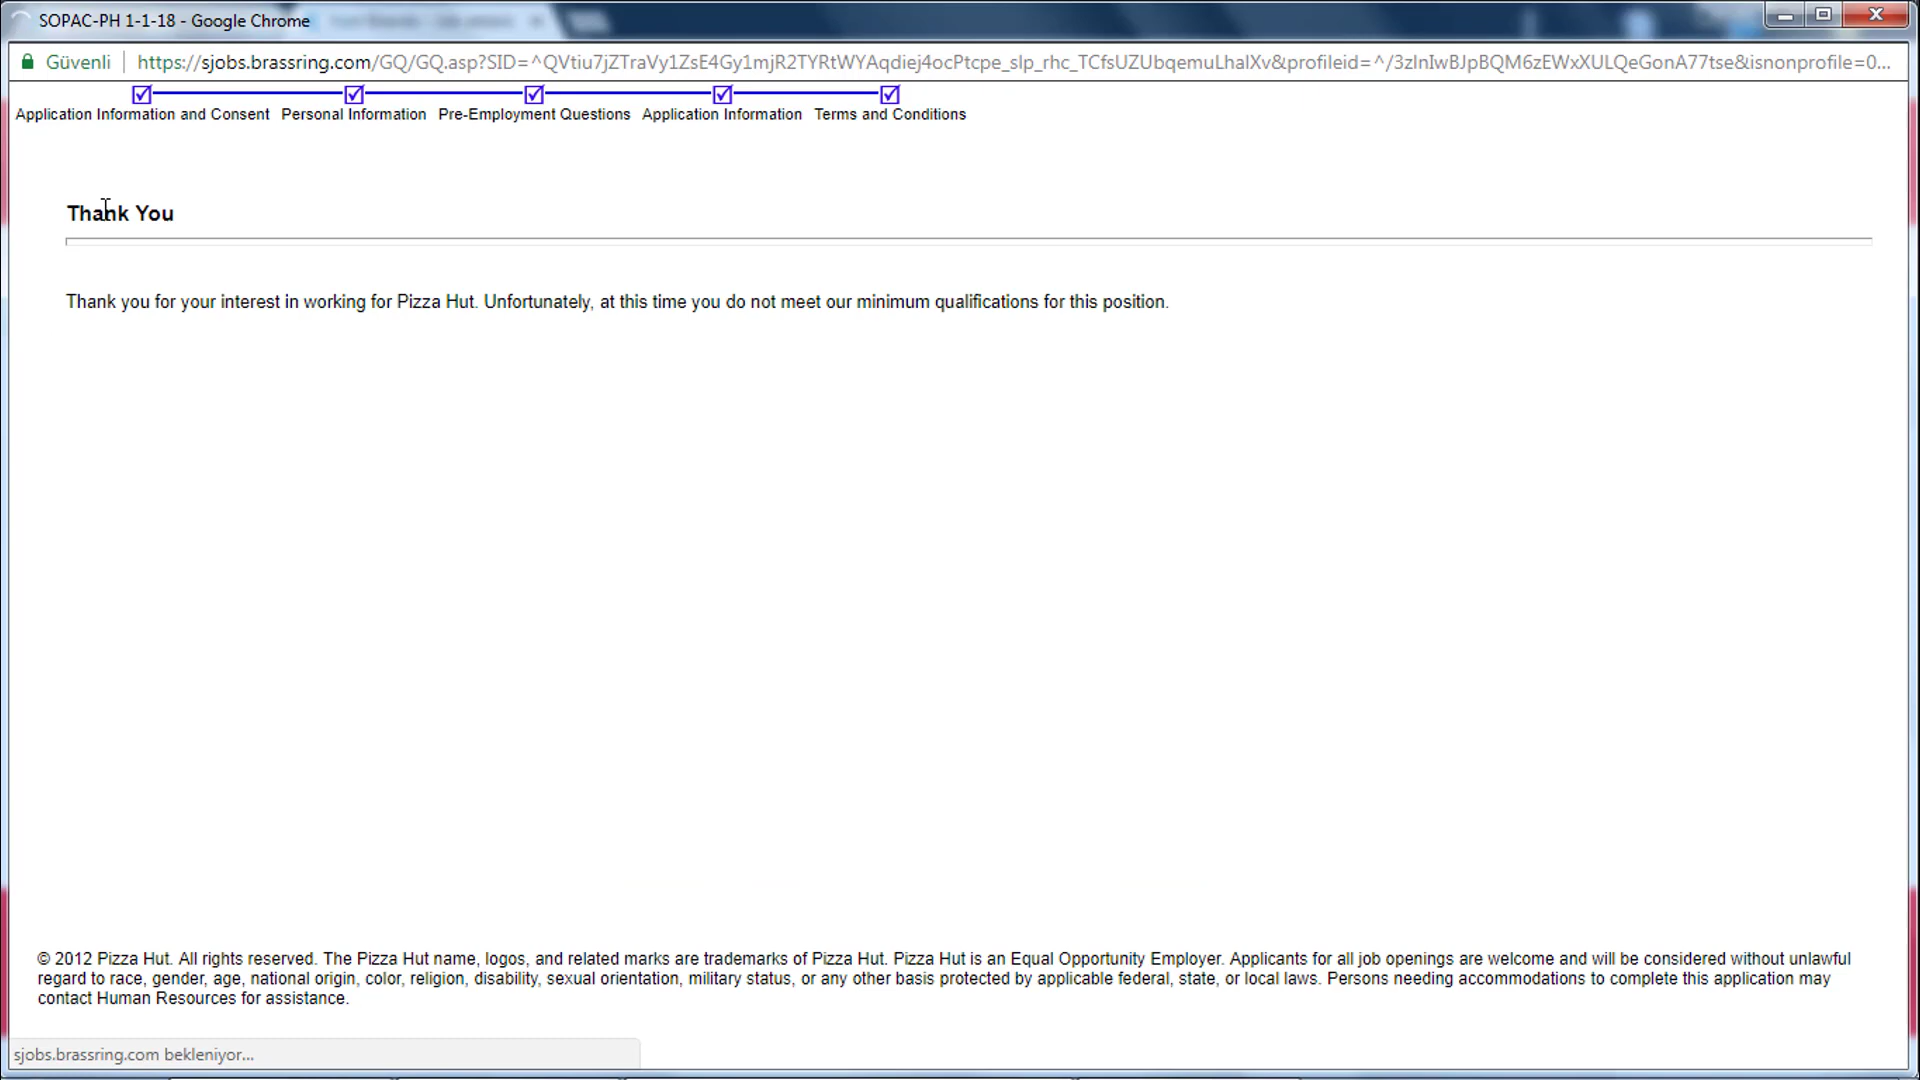 SOPAC-PH 1-1-18 - Google Chrome
Güvenli
https://sjobs.brassring.com/GQ/GQ.asp?SID=^QVtiu7jZTraVy1ZsE4Gy1mjR2TYRtWYAqdiej4ocPtcpe_slp_rhc_TCfsUZUbqemuLhalXv&profileid=^/3zlnIwBJpBQM6zEWxXULQeGonA77tse&isnonprofile=0...
Application Information and Consent Personal Information Pre-Employment Questions Application Information Terms and Conditions
Thank You
Thank you for your interest in working for Pizza Hut. Unfortunately, at this time you do not meet our minimum qualifications for this position.
© 2012 Pizza Hut. All rights reserved. The Pizza Hut name, logos, and related marks are trademarks of Pizza Hut. Pizza Hut is an Equal Opportunity Employer. Applicants for all job openings are welcome and will be considered without unlawful
regard to race, gender, age, national origin, color, religion, disability, sexual orientation, military status, or any other basis protected by applicable federal, state, or local laws. Persons needing accommodations to complete this application may
contact Human Resources for assistance.
sjobs.brassring.com bekleniyor...